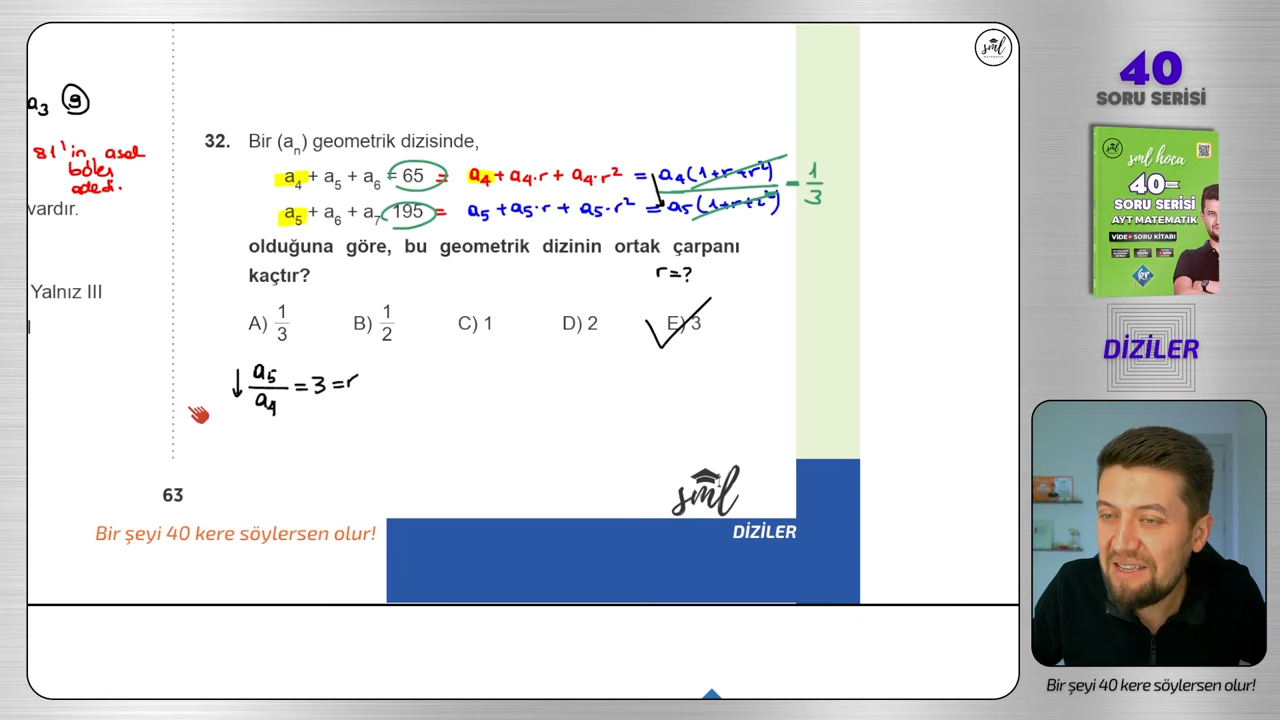 sml
a₃ 9
81'in asal
bölen
adedi.
vardır.
Yalnız III
32. Bir (aₙ) geometrik dizisinde,
a₄ + a₅ + a₆ = 65 = a₄ + a₄·r + a₄·r² = a₄(1+r+r²)
a₅ + a₆ + a₇ 195 = a₅ + a₅·r + a₅·r² = a₅(1+r+r²)
= 1/3
olduğuna göre, bu geometrik dizinin ortak çarpanı
kaçtır?
r=?
A) 1/3 B) 1/2 C) 1 D) 2 E) 3
↓ a₅/a₄ = 3 = r
63
sml
Bir şeyi 40 kere söylersen olur!
DİZİLER
40
SORU SERİSİ
sml hoca
40
SORU SERİSİ
AYT MATEMATİK
VİDEO SORU KİTABI
DİZİLER
Bir şeyi 40 kere söylersen olur!